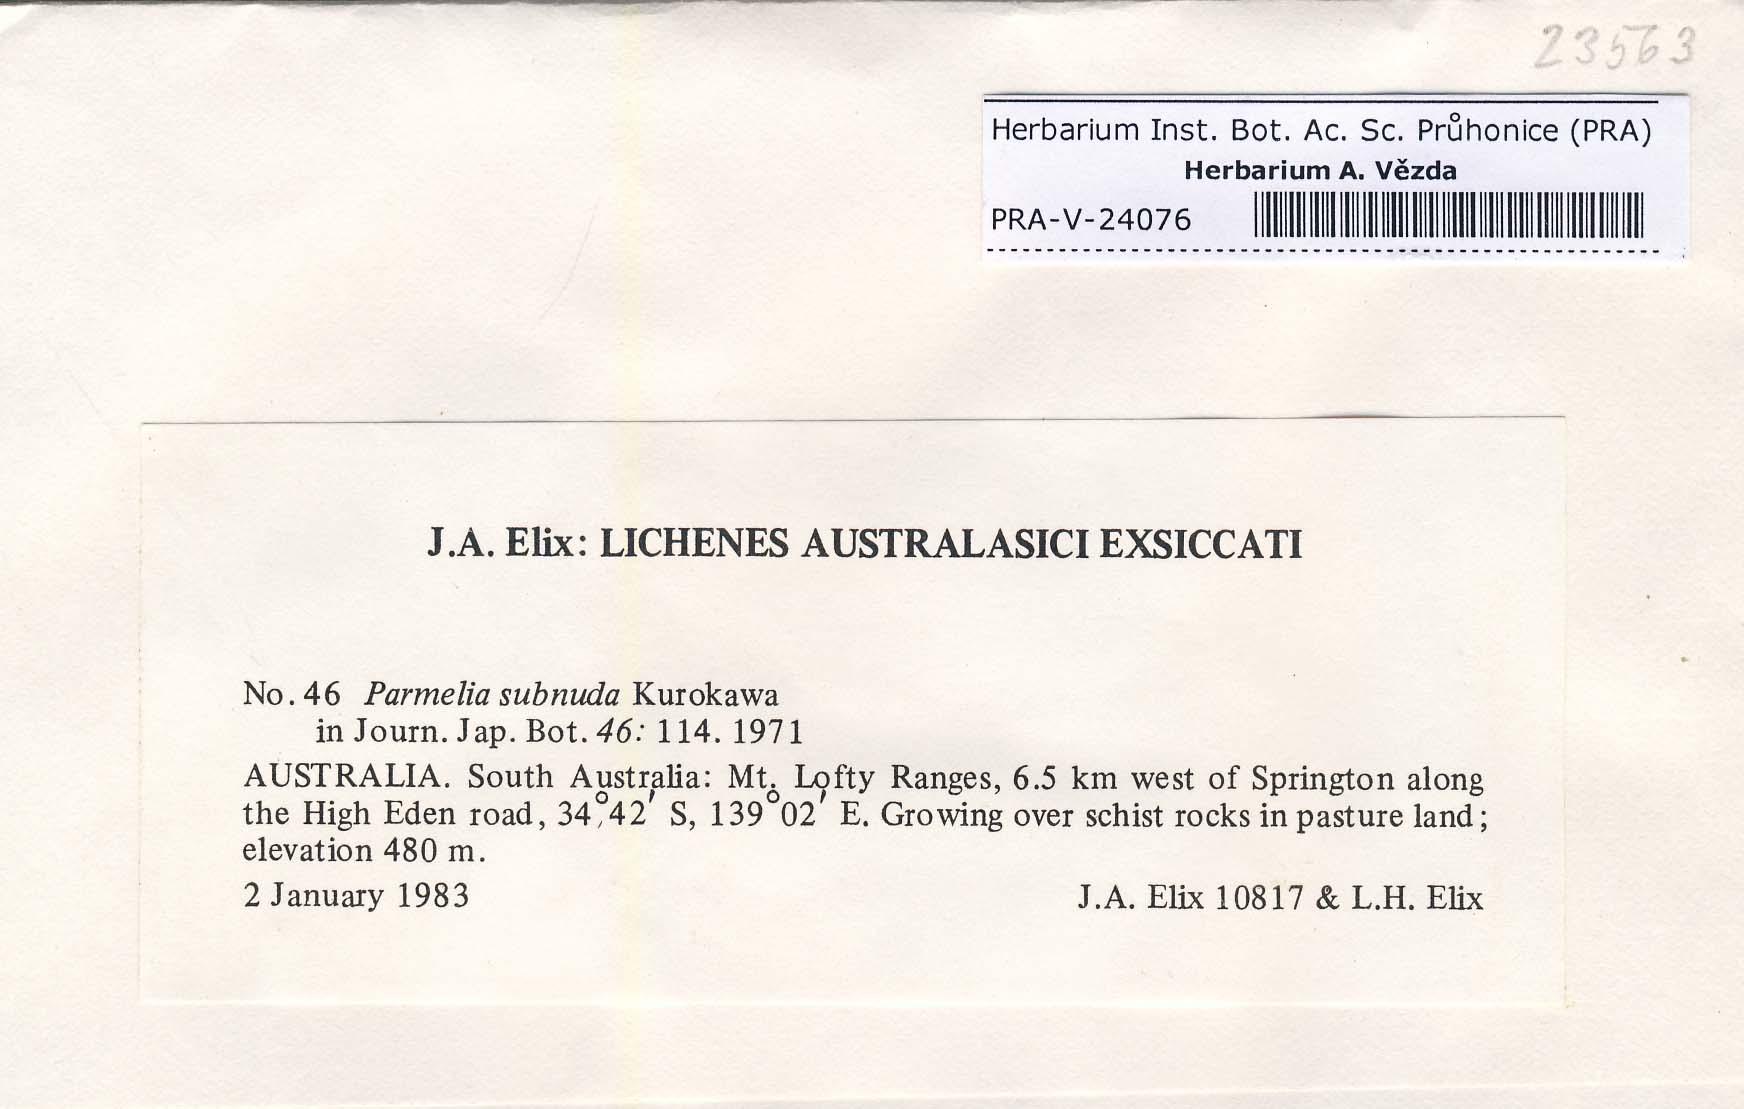 23563
Herbarium Inst. Bot. Ac. Sc. Průhonice (PRA)
Herbarium A. Vězda
PRA-V-24076
J.A. Elix: LICHENES AUSTRALASICI EXSICCATI
No. 46 Parmelia subnuda Kurokawa
in Journ. Jap. Bot. 46: 114. 1971
AUSTRALIA. South Australia: Mt. Lofty Ranges, 6.5 km west of Springton along
the High Eden road, 34°42′ S, 139°02′ E. Growing over schist rocks in pasture land;
elevation 480 m.
2 January 1983 J.A. Elix 10817 & L.H. Elix